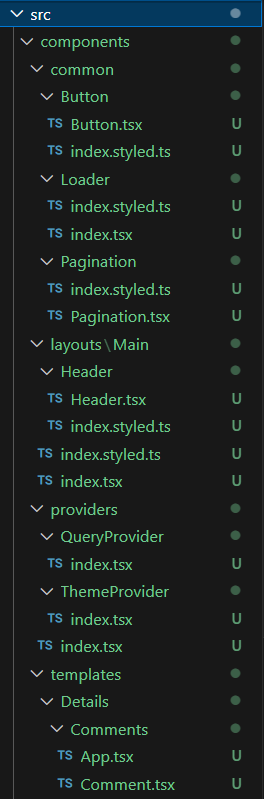 src
components
common
Button
TS Button.tsx U
TS index.styled.ts U
Loader
TS index.styled.ts U
TS index.tsx U
Pagination
TS index.styled.ts U
TS Pagination.tsx U
layouts\Main
Header
TS Header.tsx U
TS index.styled.ts U
TS index.styled.ts U
TS index.tsx U
providers
QueryProvider
TS index.tsx U
ThemeProvider
TS index.tsx U
TS index.tsx U
templates
Details
Comments
TS App.tsx U
TS Comment.tsx U